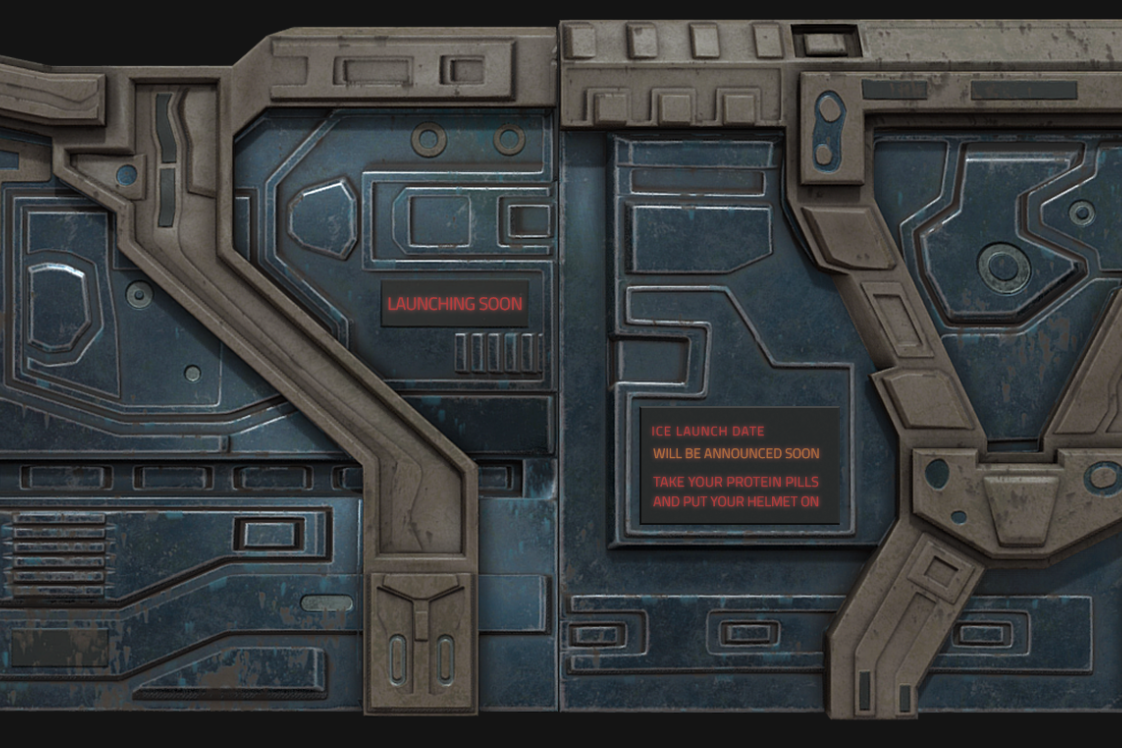 LAUNCHING SOON
ICE LAUNCH DATE
WILL BE ANNOUNCED SOON
TAKE YOUR PROTEIN PILLS
AND PUT YOUR HELMET ON